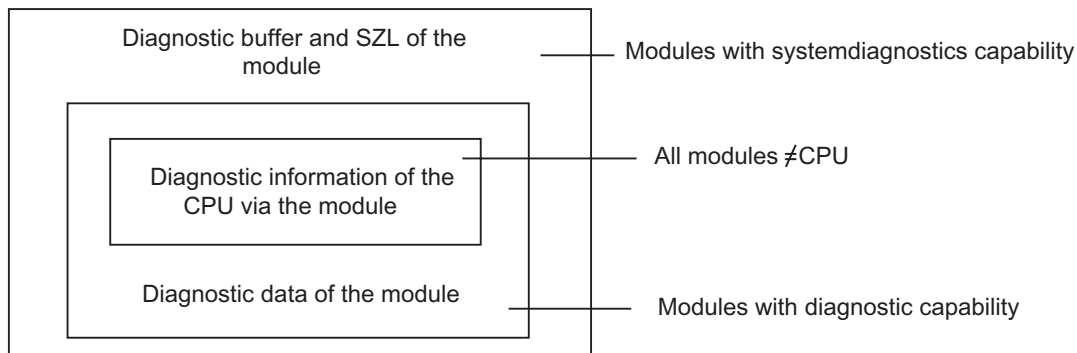 Diagnostic buffer and SZL of the
module
Modules with systemdiagnostics capability
All modules ≠CPU
Diagnostic information of the
CPU via the module
Diagnostic data of the module
Modules with diagnostic capability